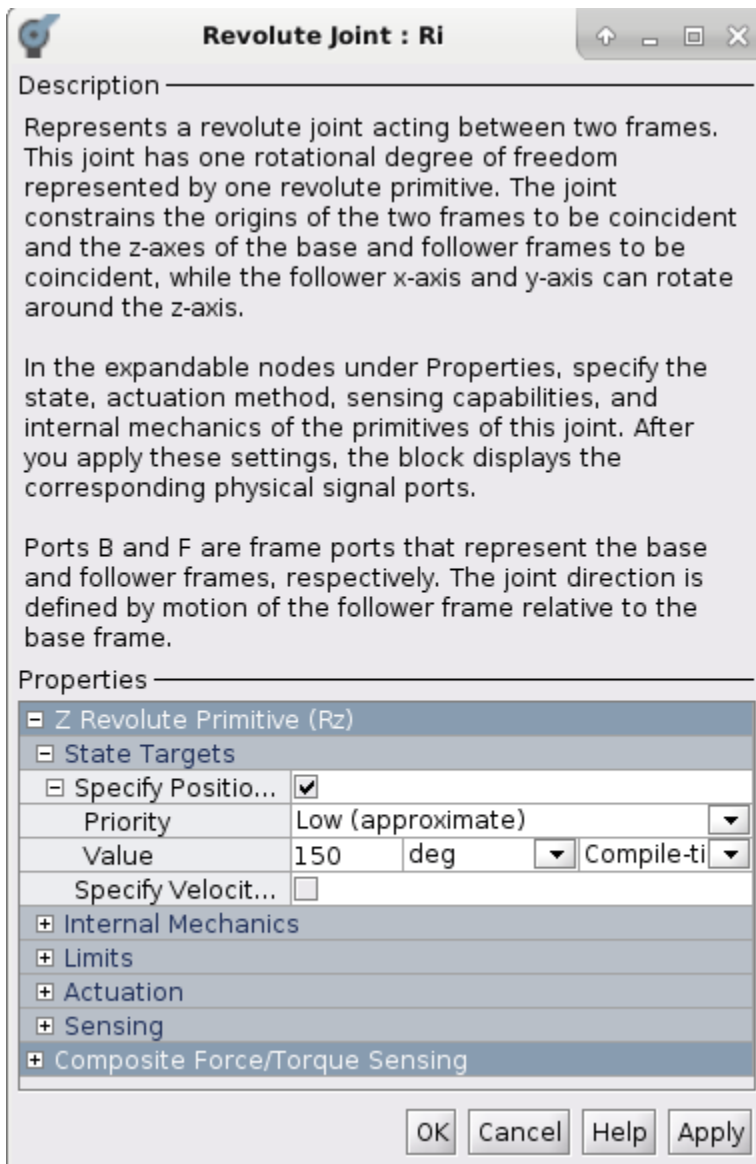 Revolute Joint : Ri
Description
Represents a revolute joint acting between two frames.
This joint has one rotational degree of freedom
represented by one revolute primitive. The joint
constrains the origins of the two frames to be coincident
and the z-axes of the base and follower frames to be
coincident, while the follower x-axis and y-axis can rotate
around the z-axis.
In the expandable nodes under Properties, specify the
state, actuation method, sensing capabilities, and
internal mechanics of the primitives of this joint. After
you apply these settings, the block displays the
corresponding physical signal ports.
Ports B and F are frame ports that represent the base
and follower frames, respectively. The joint direction is
defined by motion of the follower frame relative to the
base frame.
Properties
Z Revolute Primitive (Rz)
State Targets
Specify Positio...
Priority Low (approximate)
Value 150 deg Compile-ti
Specify Velocit...
Internal Mechanics
Limits
Actuation
Sensing
Composite Force/Torque Sensing
OK Cancel Help Apply